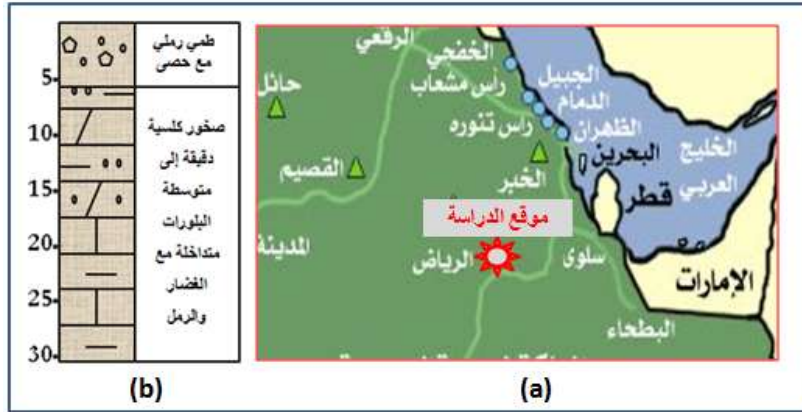 طمي رملي
مع حصى
صخور كلسية
دقيقة إلى
متوسطة
البلورات
متداخلة مع
الغضار
والرمل
5
10
15
20
25
30
(b)
الرقعي
الخفجي
حائل
رأس مشعاب
الجبيل
الدمام
رأس تنوره
الظهران
القصيم
البحرين
الخليج
العربي
الخبر
قطر
موقع الدراسة
المدينة
الرياض
سلوى
الإمارات
البطحاء
(a)